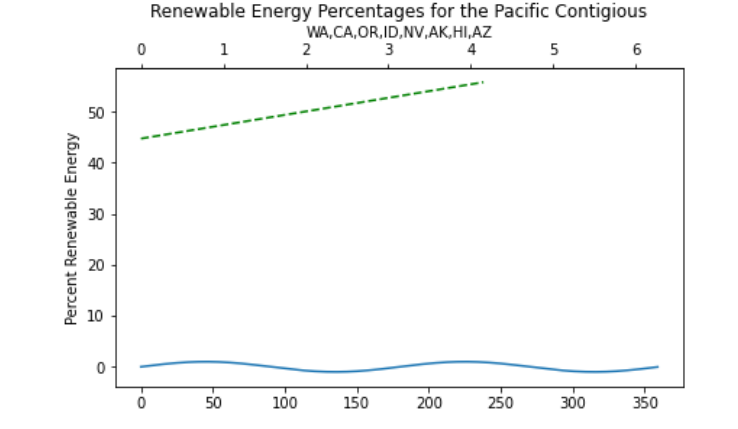 Renewable Energy Percentages for the Pacific Contigious
WA,CA,OR,ID,NV,AK,HI,AZ
0 1 2 3 4 5 6
Percent Renewable Energy
50
40
30
20
10
0
0 50 100 150 200 250 300 350